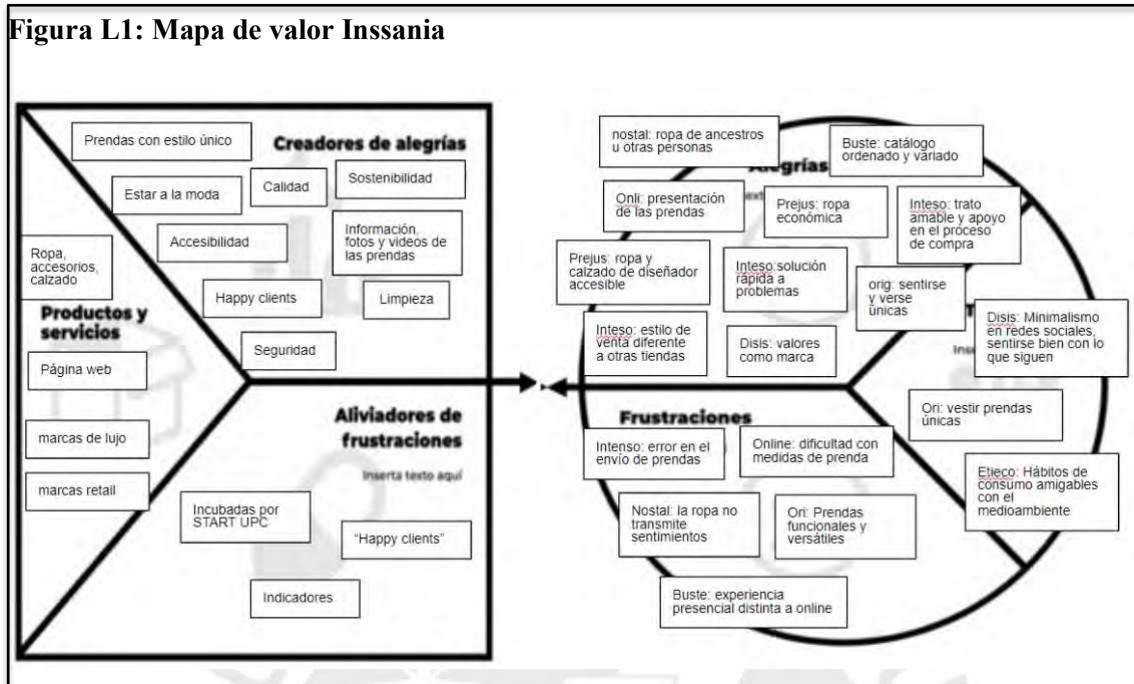 Figura L1: Mapa de valor Inssania
Prendas con estilo único
Creadores de alegrías
Estar a la moda
Calidad
Sostenibilidad
Accesibilidad
Información,
fotos y videos de
las prendas
Ropa,
accesorios,
calzado
Happy clients
Limpieza
Productos y
servicios
Seguridad
Página web
marcas de lujo
marcas retail
Aliviadores de
frustraciones
Inserta texto aquí
Incubadas por
START UPC
“Happy clients”
Indicadores
nostal: ropa de ancestros
u otras personas
Buste: catálogo
ordenado y variado
Alegrías
Onli: presentación
de las prendas
Prejus: ropa
económica
Inteso: trato
amable y apoyo
en el proceso
de compra
Prejus: ropa y
calzado de diseñador
accesible
Inteso:solución
rápida a
problemas
orig: sentirse
y verse
únicas
Inteso: estilo de
venta diferente
a otras tiendas
Disis: valores
como marca
Disis: Minimalismo
en redes sociales,
sentirse bien con lo
que siguen
Ori: vestir prendas
únicas
Etieco: Hábitos de
consumo amigables
con el
medioambiente
Frustraciones
Intenso: error en el
envío de prendas
Online: dificultad con
medidas de prenda
Nostal: la ropa no
transmite
sentimientos
Ori: Prendas
funcionales y
versátiles
Buste: experiencia
presencial distinta a online